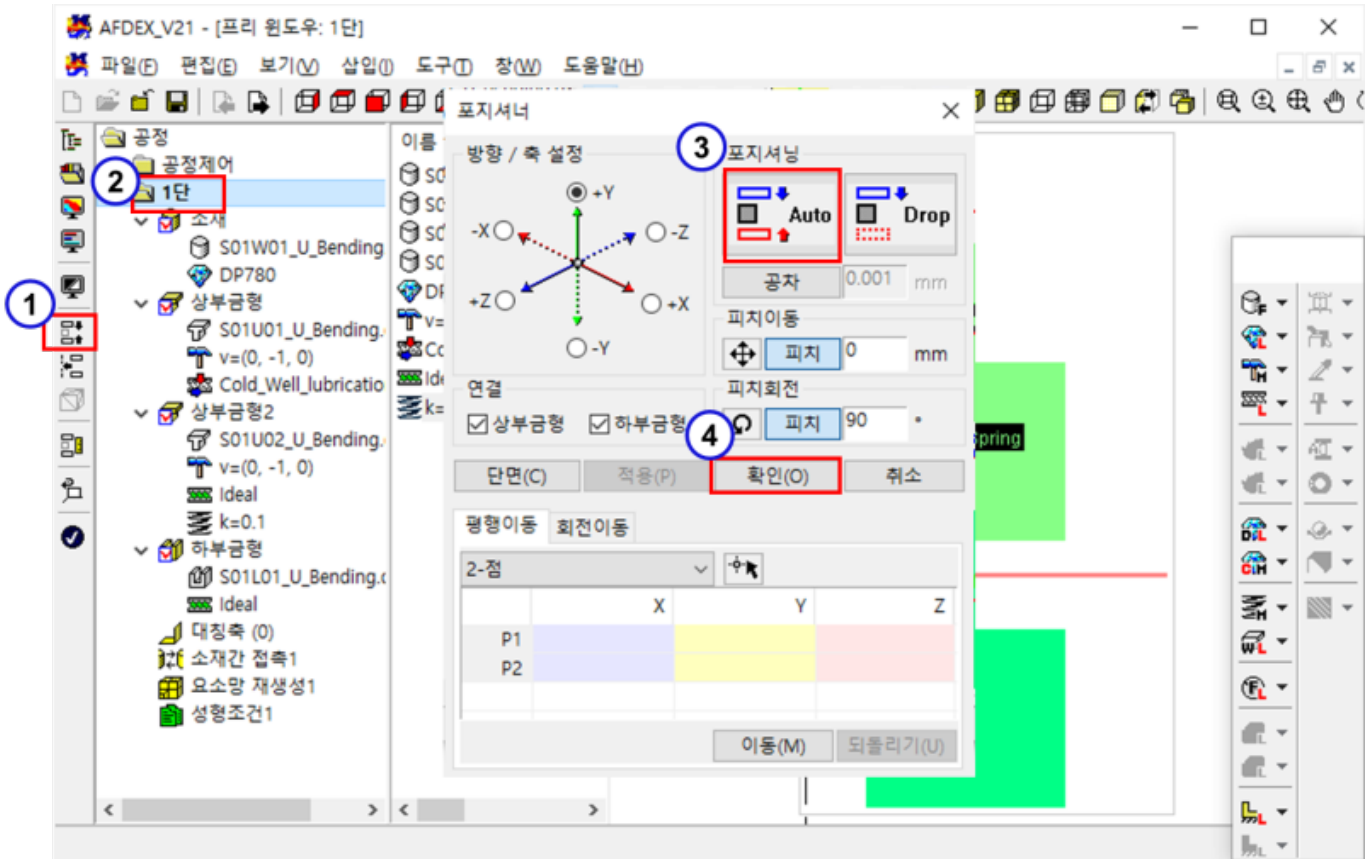 AFDEX_V21 - [프리 윈도우: 1단]
파일(F) 편집(E) 보기(V) 삽입(I) 도구(T) 창(W) 도움말(H)
포지셔너
공정
공정제어
2
1단
소재
S01W01_U_Bending
DP780
1
상부금형
S01U01_U_Bending.
v=(0, -1, 0)
Cold_Well_lubricatio
상부금형2
S01U02_U_Bending.
v=(0, -1, 0)
Ideal
k=0.1
하부금형
S01L01_U_Bending.
Ideal
대칭축 (0)
소재간 접촉1
요소망 재생성1
성형조건1
이름
v=
k=
방향 / 축 설정
+Y
-X
-Z
+Z
+X
-Y
3
포지셔닝
Auto
Drop
공차 0.001 mm
피치이동
피치 0 mm
연결
상부금형 하부금형
피치회전
4
피치 90 °
단면(C) 적용(P) 확인(O) 취소
평행이동 회전이동
2-점
X Y Z
P1
P2
이동(M) 되돌리기(U)
pring